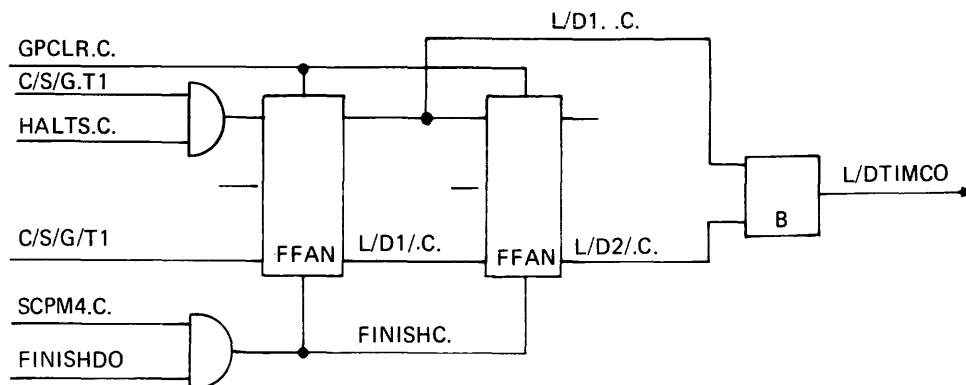 L/D1. .C.
GPCLR.C.
C/S/G.T1
HALTS.C.
L/DTIMCO
B
C/S/G/T1
FFAN
L/D1/.C.
FFAN
L/D2/.C.
SCPM4.C.
FINISHC.
FINISHDO